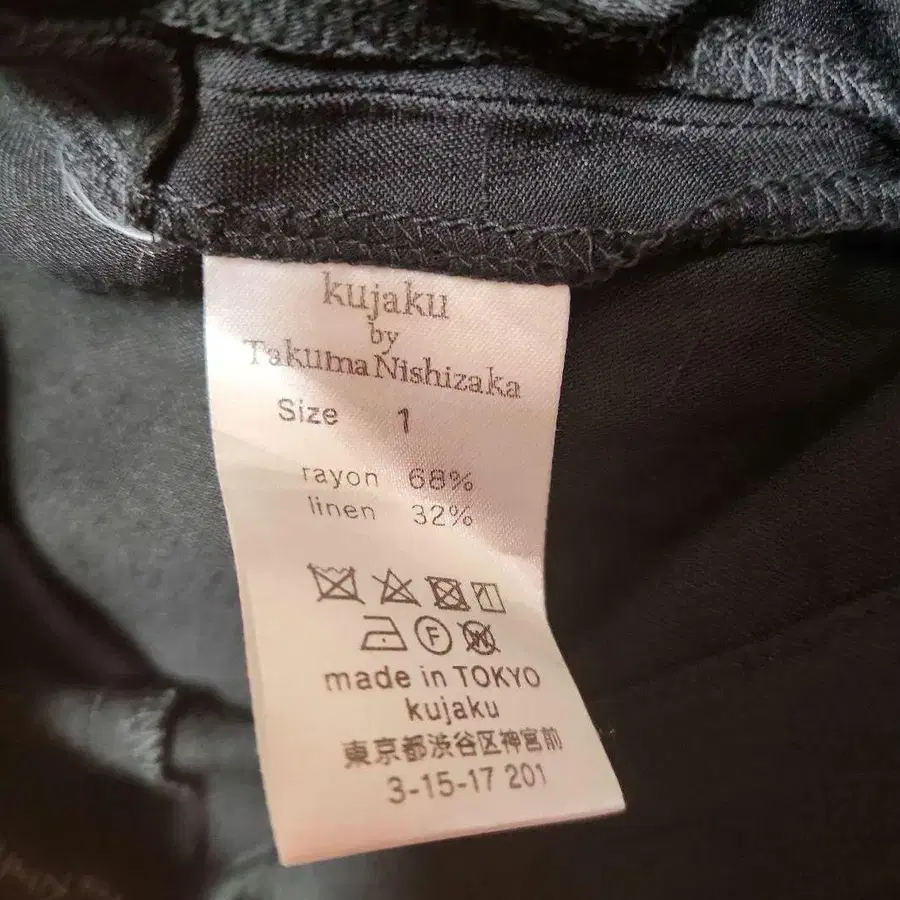 kujaku
by
Takuma Nishizaka
Size 1
rayon 68%
linen 32%
F W
made in TOKYO
kujaku
東京都渋谷区神宮前
3-15-17 201